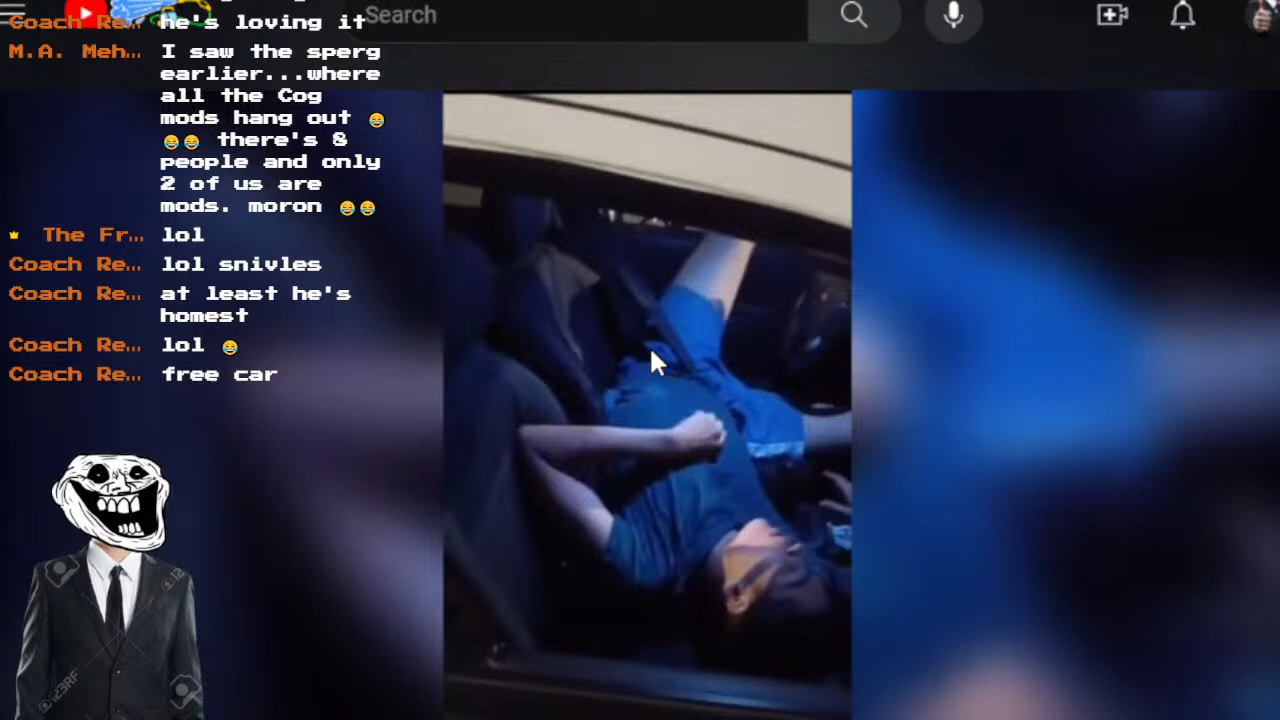 Search
Coach Re... he's loving it
M.A. Meh... I saw the sperg
earlier...where
all the Cog
mods hang out 😂
😂😂 there's 8
people and only
2 of us are
mods. moron 😂😂
The Fr... lol
Coach Re... lol snivles
Coach Re... at least he's
homest
Coach Re... lol 😂
Coach Re... free car
123RF